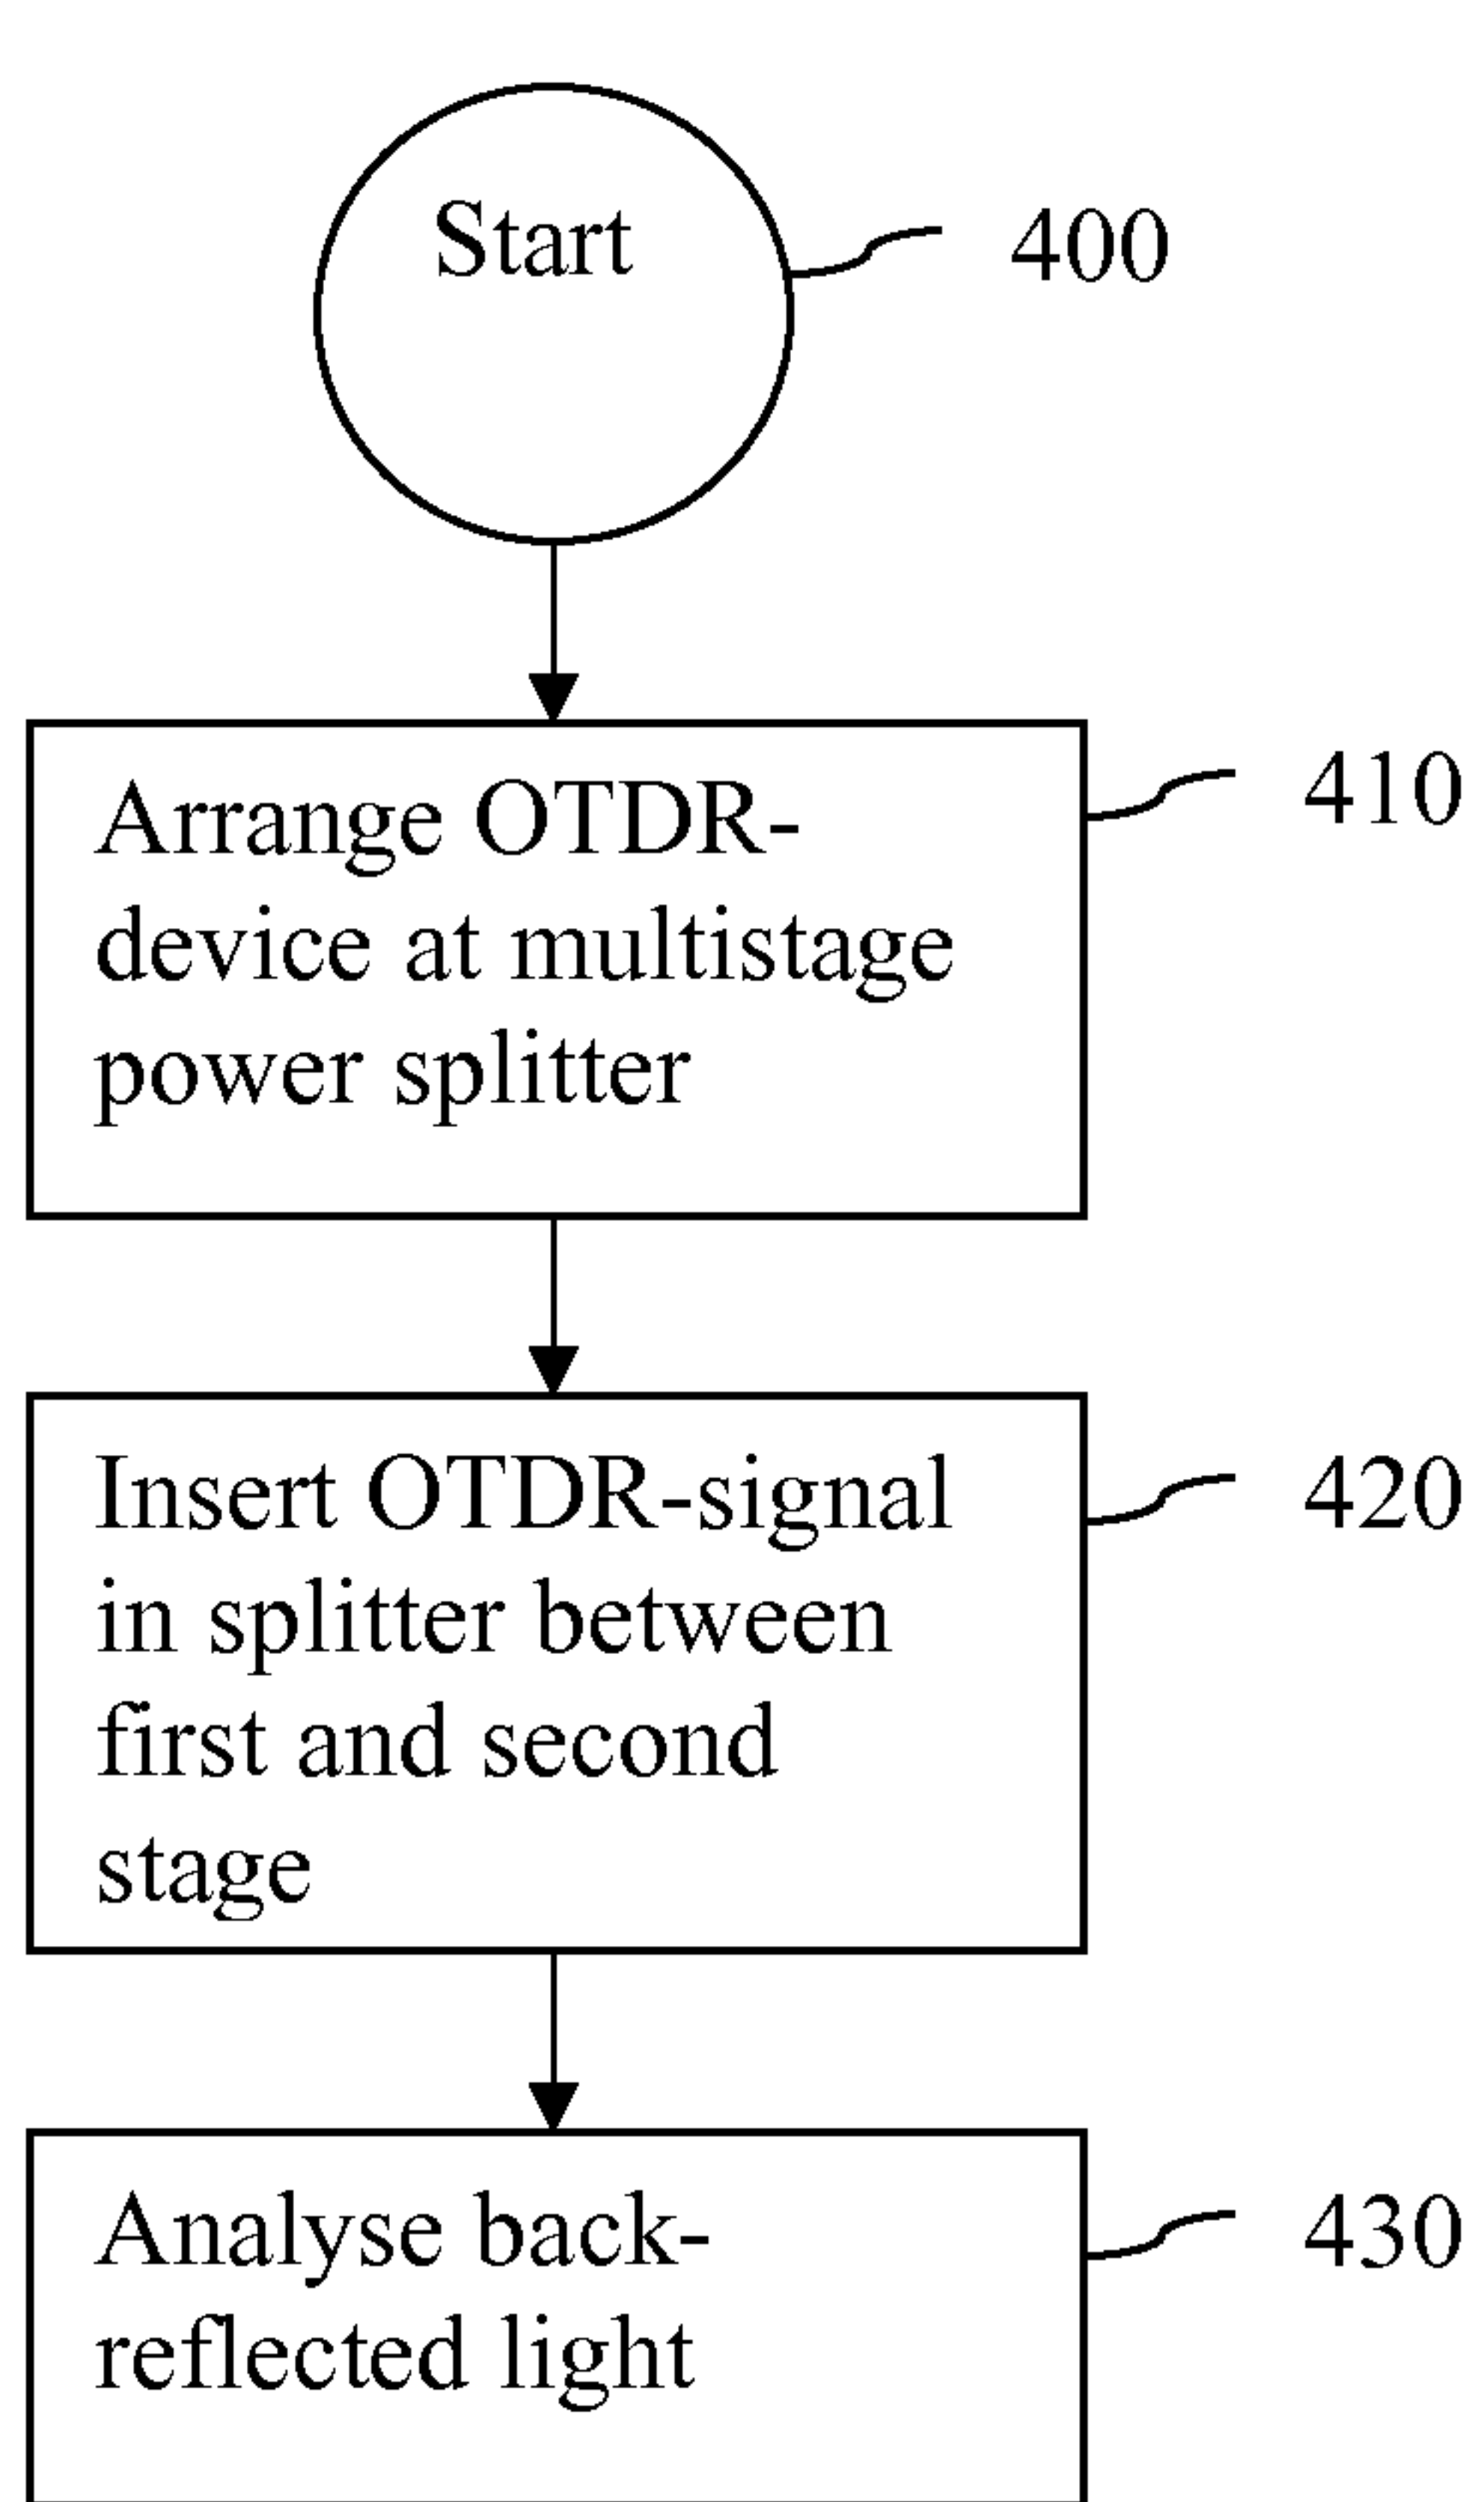 Start
400
Arrange OTDR-
device at multistage
power splitter
410
Insert OTDR-signal
in splitter between
first and second
stage
420
Analyse back-
reflected light
430